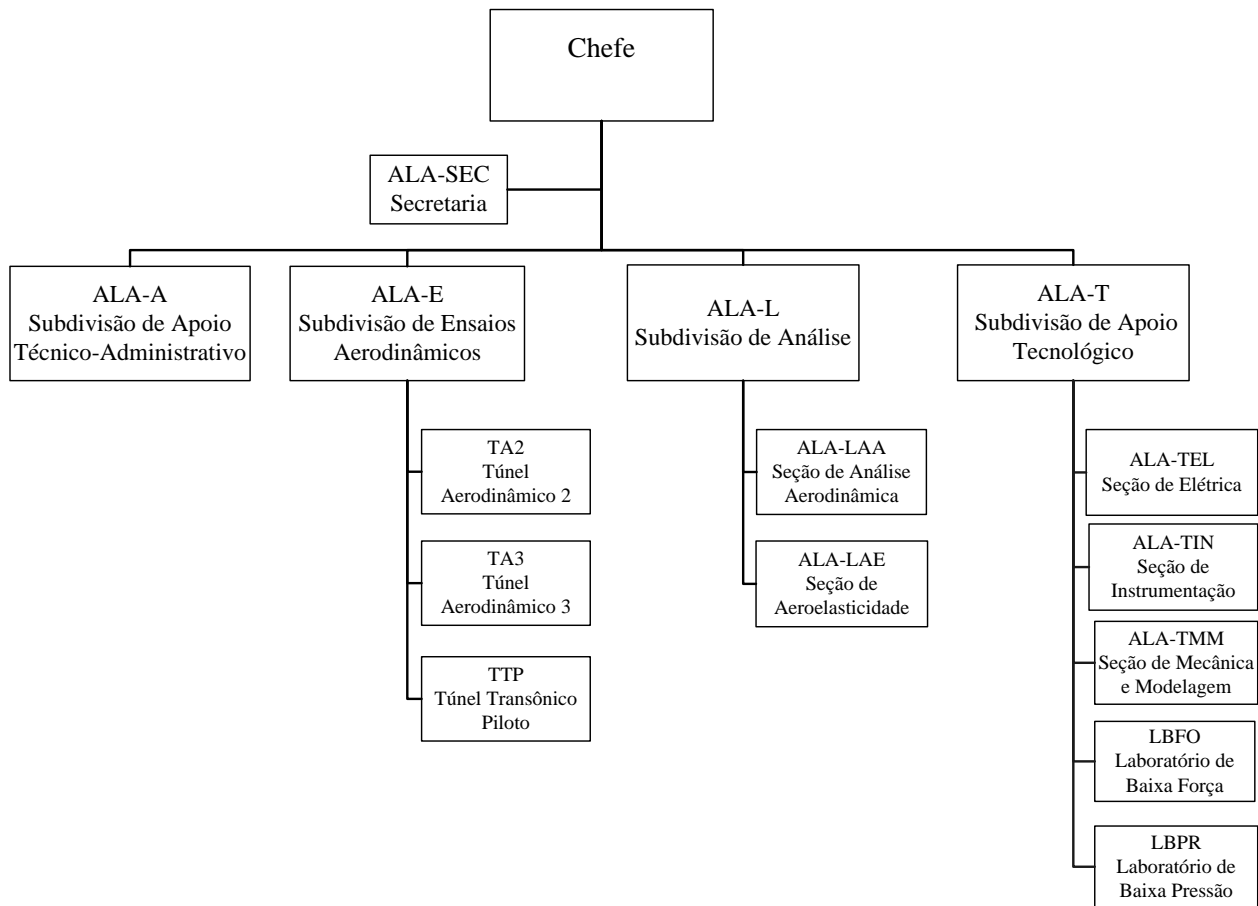 Chefe
ALA-SEC
Secretaria
ALA-A
Subdivisão de Apoio
Técnico-Administrativo
ALA-E
Subdivisão de Ensaios
Aerodinâmicos
ALA-L
Subdivisão de Análise
ALA-T
Subdivisão de Apoio
Tecnológico
TA2
Túnel
Aerodinâmico 2
TA3
Túnel
Aerodinâmico 3
TTP
Túnel Transônico
Piloto
ALA-LAA
Seção de Análise
Aerodinâmica
ALA-LAE
Seção de
Aeroelasticidade
ALA-TEL
Seção de Elétrica
ALA-TIN
Seção de
Instrumentação
ALA-TMM
Seção de Mecânica
e Modelagem
LBFO
Laboratório de
Baixa Força
LBPR
Laboratório de
Baixa Pressão